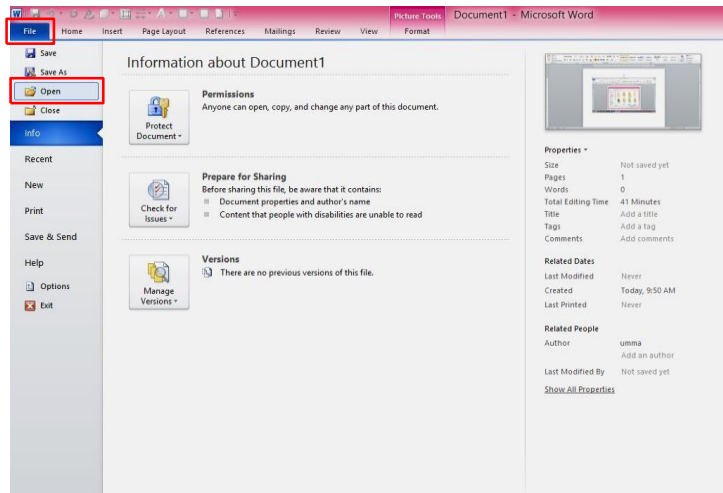 Picture Tools
Document1 - Microsoft Word
File Home Insert Page Layout References Mailings Review View Format
Save
Save As
Open
Close
Info
Recent
New
Print
Save & Send
Help
Options
Exit
Information about Document1
Protect
Document
Permissions
Anyone can open, copy, and change any part of this document.
Check for
Issues
Prepare for Sharing
Before sharing this file, be aware that it contains:
Document properties and author's name
Content that people with disabilities are unable to read
Manage
Versions
Versions
There are no previous versions of this file.
Properties
Size Not saved yet
Pages 1
Words 0
Total Editing Time 41 Minutes
Title Add a title
Tags Add a tag
Comments Add comments
Related Dates
Last Modified Never
Created Today, 9:50 AM
Last Printed Never
Related People
Author umma
Add an author
Last Modified By Not saved yet
Show All Properties